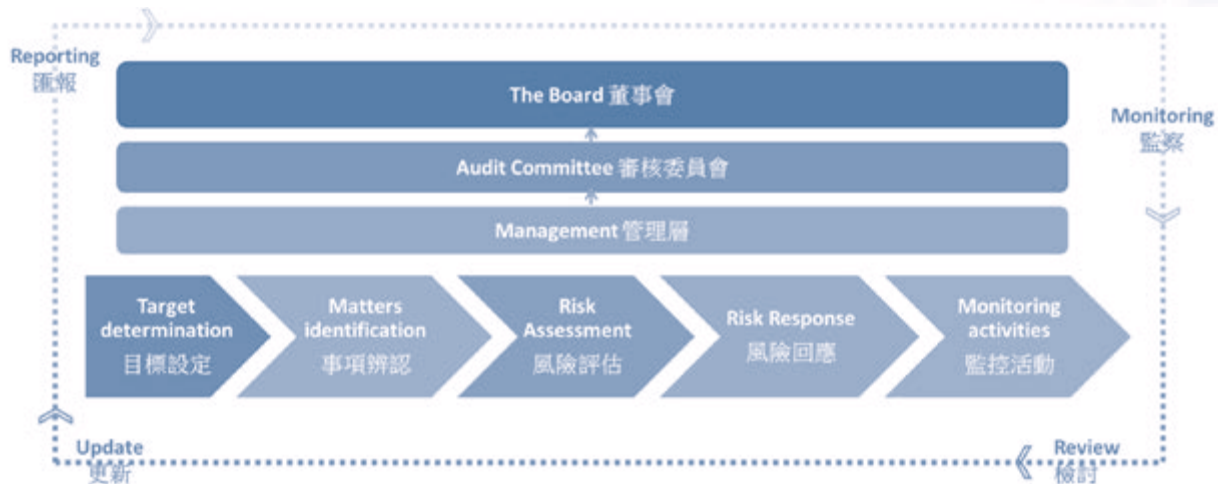 Reporting
匯報
The Board 董事會
Monitoring
監察
Audit Committee 審核委員會
Management 管理層
Target
determination
目標設定
Matters
identification
事項辨認
Risk
Assessment
風險評估
Risk Response
風險回應
Monitoring
activities
監控活動
Update
更新
Review
檢討